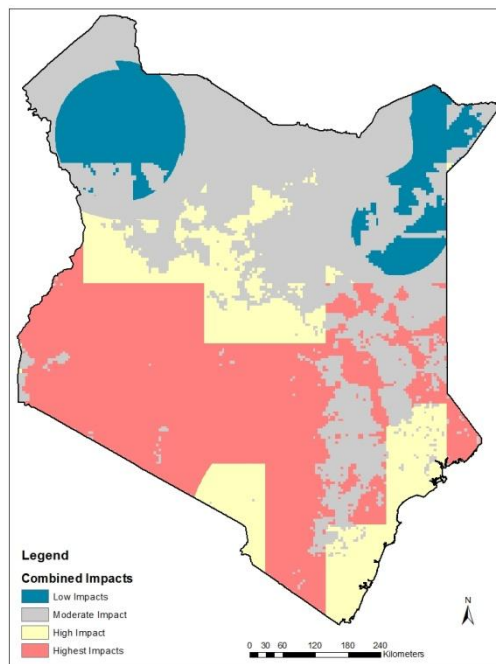 Legend
Combined Impacts
Low Impacts
Moderate Impact
High Impact
Highest Impacts
N
0 30 60 120 180 240
Kilometers